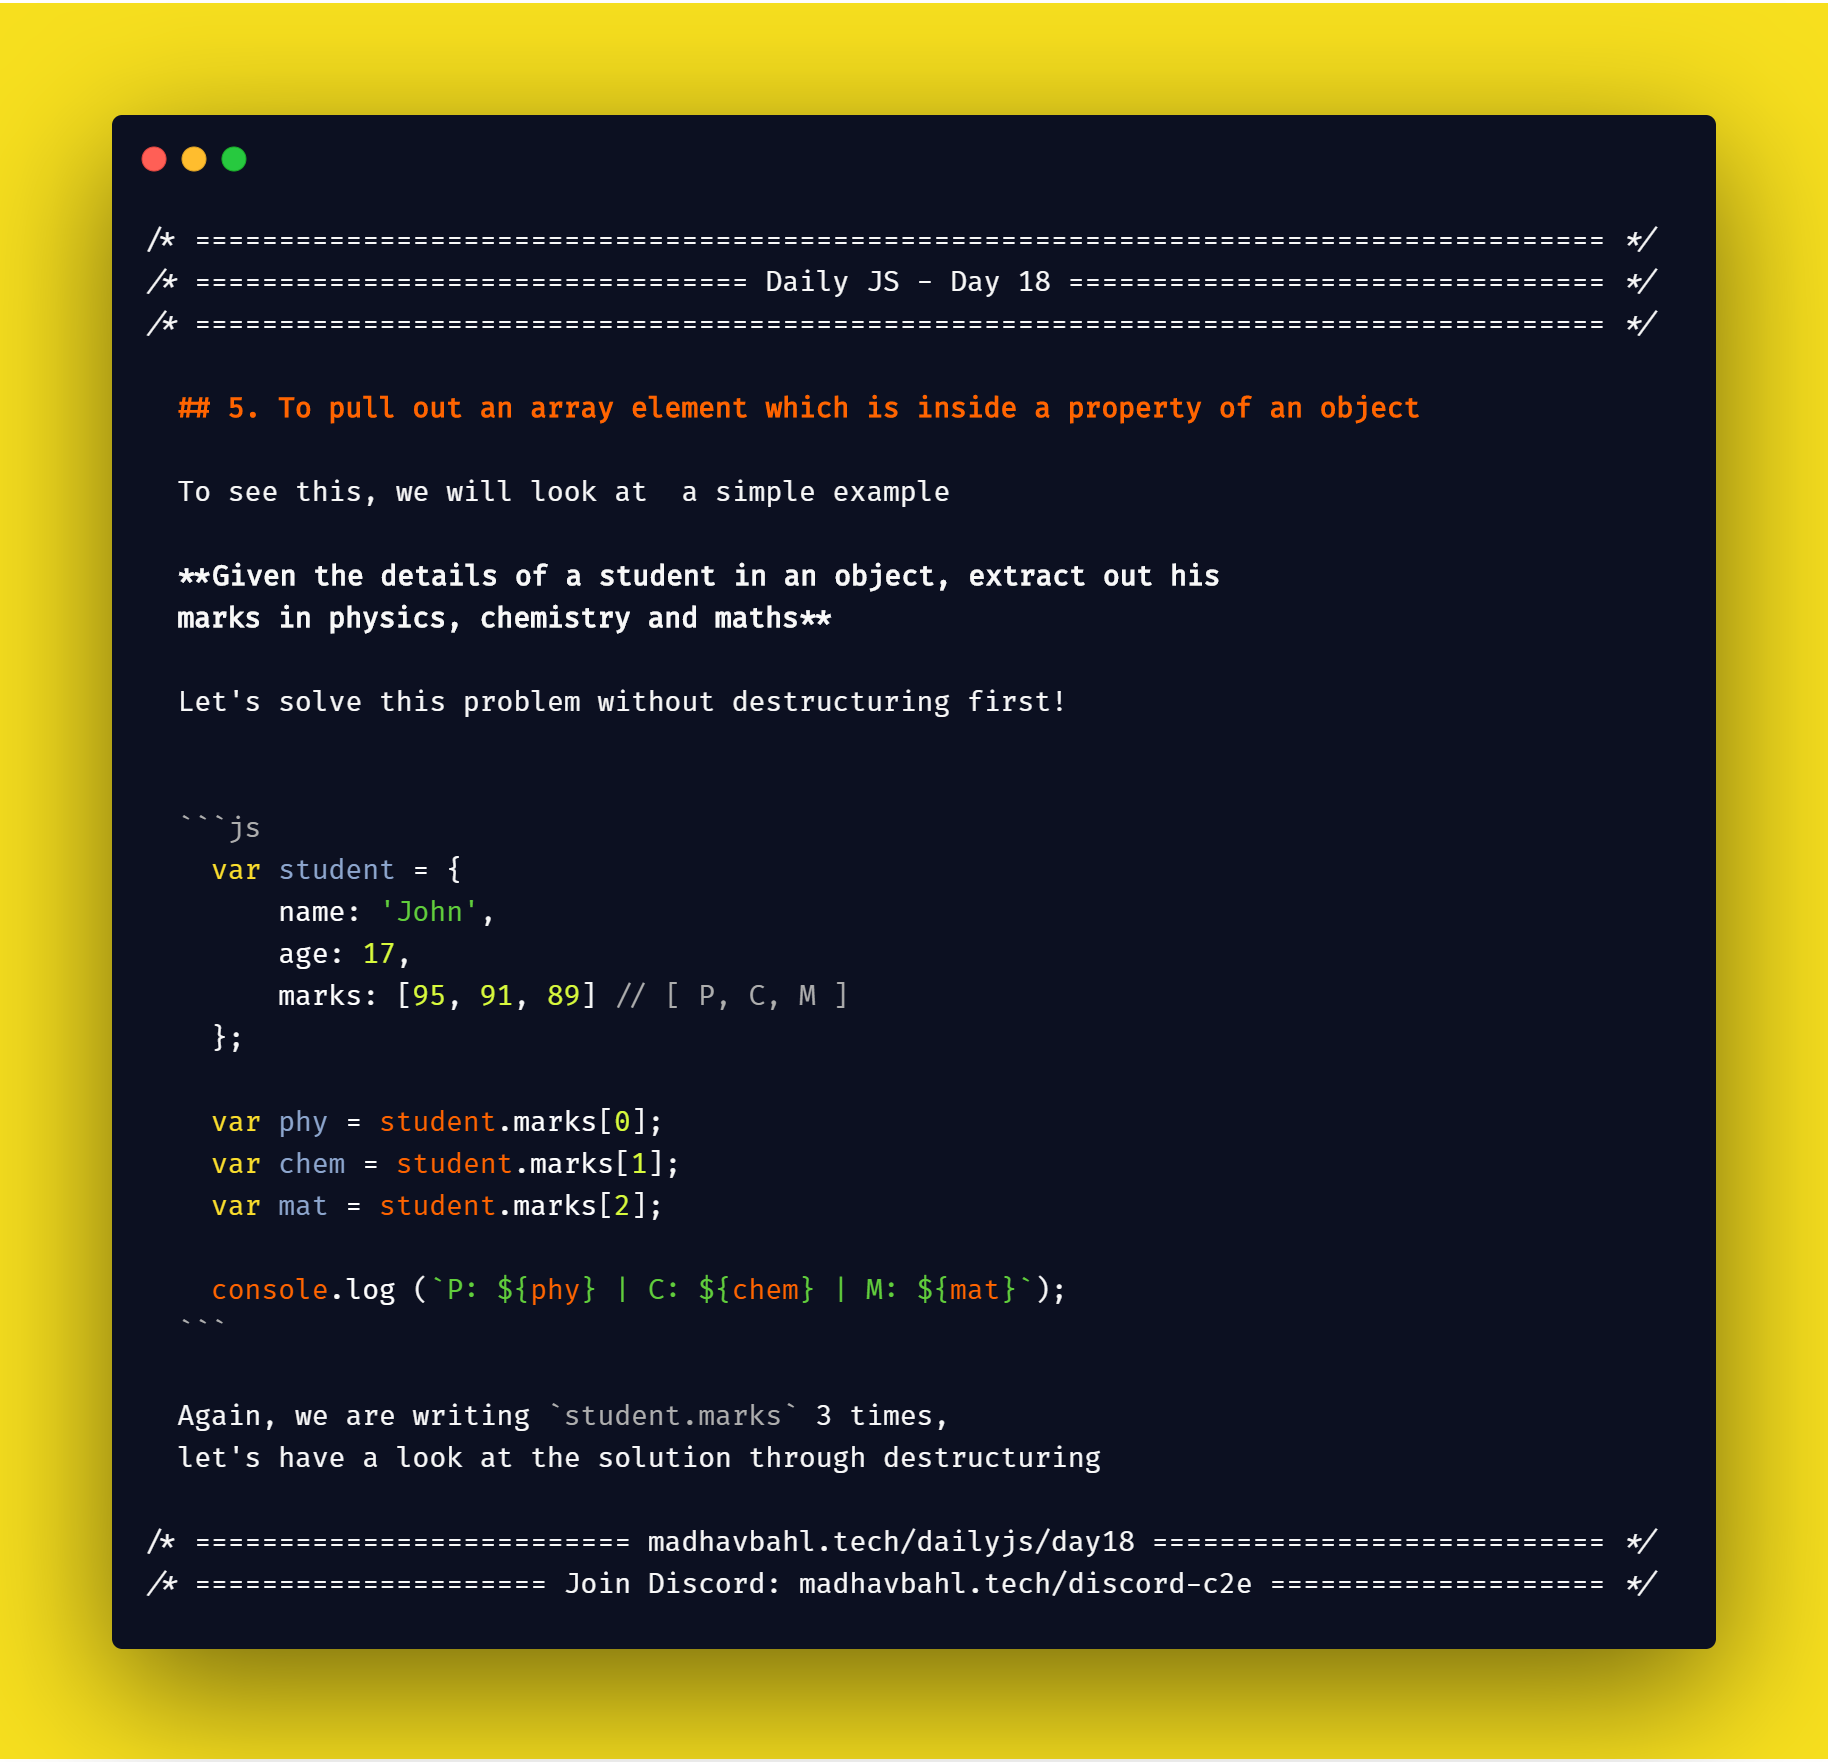 /* ==================================================================================== */
/* ================================= Daily JS - Day 18 ================================ */
/* ==================================================================================== */
## 5. To pull out an array element which is inside a property of an object
To see this, we will look at  a simple example
**Given the details of a student in an object, extract out his
marks in physics, chemistry and maths**
Let's solve this problem without destructuring first!
```js
var student = {
name: 'John',
age: 17,
marks: [95, 91, 89] // [ P, C, M ]
};
var phy = student.marks[0];
var chem = student.marks[1];
var mat = student.marks[2];
console.log (`P: ${phy} | C: ${chem} | M: ${mat}`);
```
Again, we are writing `student.marks` 3 times,
let's have a look at the solution through destructuring
/* ========================== madhavbahl.tech/dailyjs/day18 =========================== */
/* ===================== Join Discord: madhavbahl.tech/discord-c2e ==================== */